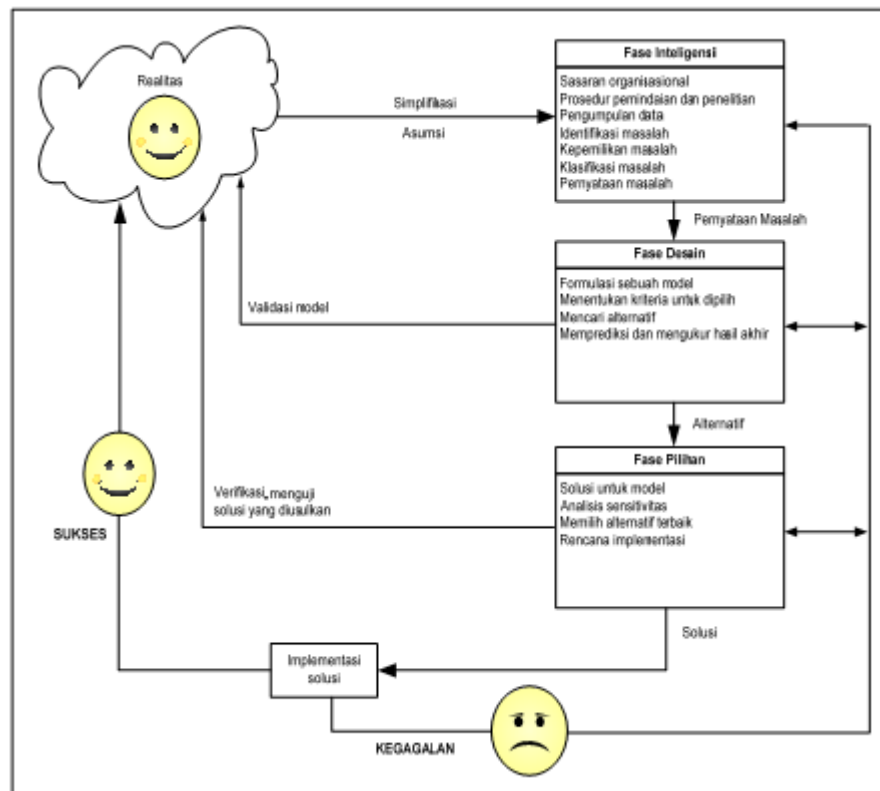 Realitas
Simplifikasi
Asumsi
Fase Inteligensi
Sasaran organisasional
Prosedur pemindaian dan penelitian
Pengumpulan data
Identifikasi masalah
Kepemilikan masalah
Klasifikasi masalah
Pernyataan masalah
Pernyataan Masalah
Fase Desain
Formulasi sebuah model
Menentukan kriteria untuk dipilih
Mencari alternatif
Memprediksi dan mengukur hasil akhir
Validasi model
Alternatif
Fase Pilihan
Solusi untuk model
Analisis sensitivitas
Memilih alternatif terbaik
Rencana implementasi
Verifikasi, menguji
solusi yang diusulkan
SUKSES
Solusi
Implementasi
solusi
KEGAGALAN